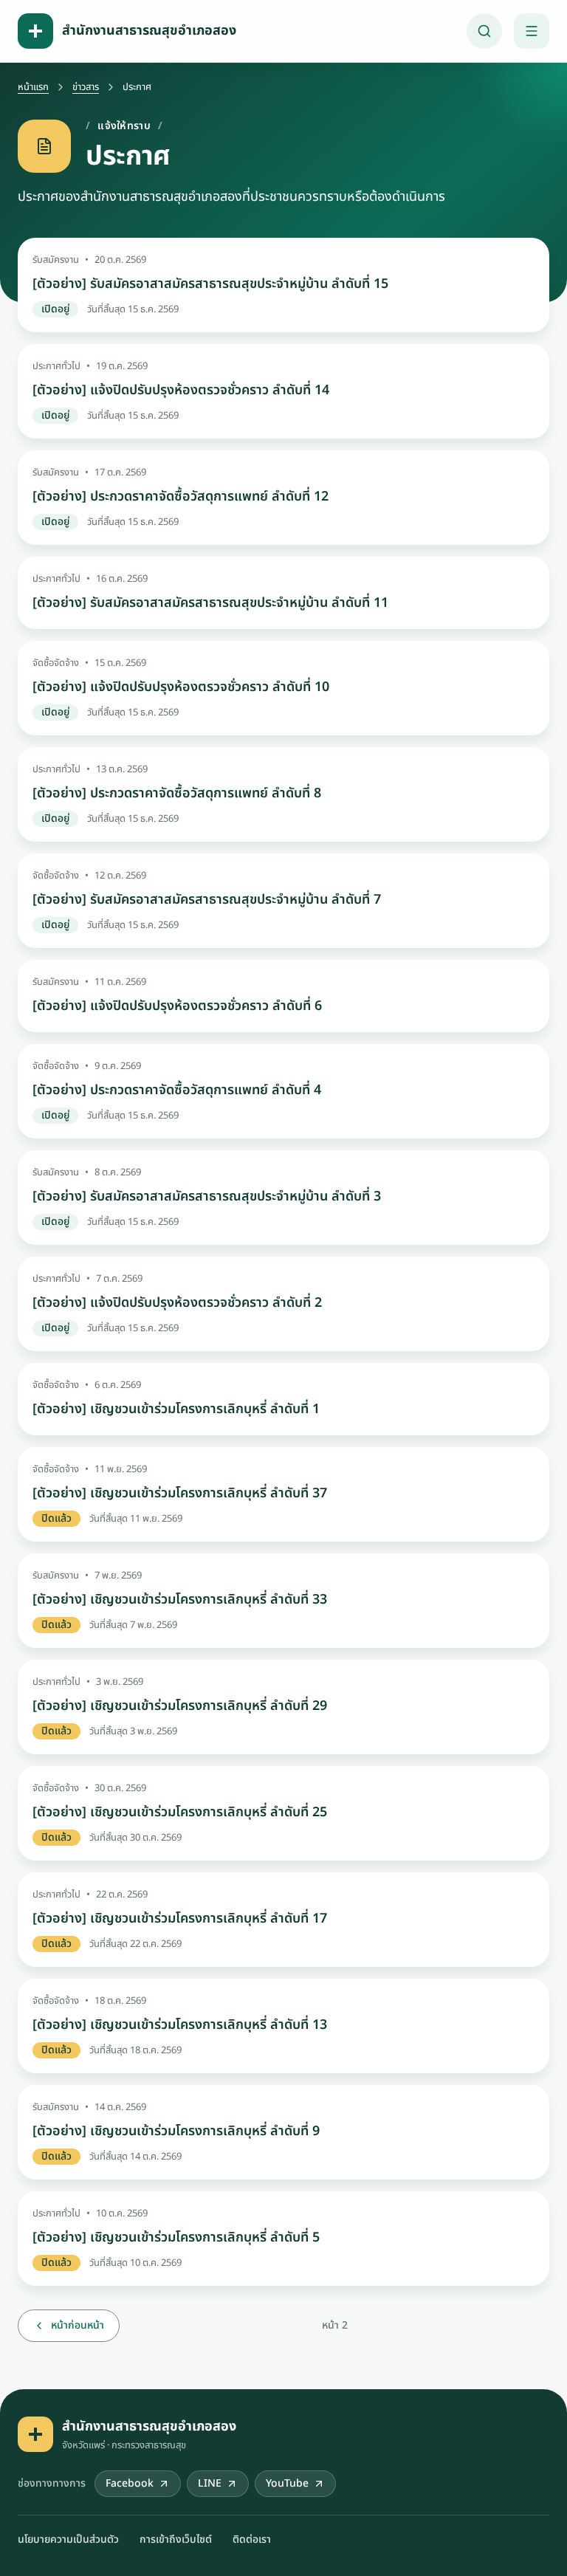 สำนักงานสาธารณสุขอำเภอสอง
หน้าแรก
ข่าวสาร
ประกาศ
/ แจ้งให้ทราบ /
ประกาศ
ประกาศของสำนักงานสาธารณสุขอำเภอสองที่ประชาชนควรทราบหรือต้องดำเนินการ
รับสมัครงาน • 20 ต.ค. 2569
[ตัวอย่าง] รับสมัครอาสาสมัครสาธารณสุขประจำหมู่บ้าน ลำดับที่ 15
เปิดอยู่ วันที่สิ้นสุด 15 ธ.ค. 2569
ประกาศทั่วไป • 19 ต.ค. 2569
[ตัวอย่าง] แจ้งปิดปรับปรุงห้องตรวจชั่วคราว ลำดับที่ 14
เปิดอยู่ วันที่สิ้นสุด 15 ธ.ค. 2569
รับสมัครงาน • 17 ต.ค. 2569
[ตัวอย่าง] ประกวดราคาจัดซื้อวัสดุการแพทย์ ลำดับที่ 12
เปิดอยู่ วันที่สิ้นสุด 15 ธ.ค. 2569
ประกาศทั่วไป • 16 ต.ค. 2569
[ตัวอย่าง] รับสมัครอาสาสมัครสาธารณสุขประจำหมู่บ้าน ลำดับที่ 11
จัดซื้อจัดจ้าง • 15 ต.ค. 2569
[ตัวอย่าง] แจ้งปิดปรับปรุงห้องตรวจชั่วคราว ลำดับที่ 10
เปิดอยู่ วันที่สิ้นสุด 15 ธ.ค. 2569
ประกาศทั่วไป • 13 ต.ค. 2569
[ตัวอย่าง] ประกวดราคาจัดซื้อวัสดุการแพทย์ ลำดับที่ 8
เปิดอยู่ วันที่สิ้นสุด 15 ธ.ค. 2569
จัดซื้อจัดจ้าง • 12 ต.ค. 2569
[ตัวอย่าง] รับสมัครอาสาสมัครสาธารณสุขประจำหมู่บ้าน ลำดับที่ 7
เปิดอยู่ วันที่สิ้นสุด 15 ธ.ค. 2569
รับสมัครงาน • 11 ต.ค. 2569
[ตัวอย่าง] แจ้งปิดปรับปรุงห้องตรวจชั่วคราว ลำดับที่ 6
จัดซื้อจัดจ้าง • 9 ต.ค. 2569
[ตัวอย่าง] ประกวดราคาจัดซื้อวัสดุการแพทย์ ลำดับที่ 4
เปิดอยู่ วันที่สิ้นสุด 15 ธ.ค. 2569
รับสมัครงาน • 8 ต.ค. 2569
[ตัวอย่าง] รับสมัครอาสาสมัครสาธารณสุขประจำหมู่บ้าน ลำดับที่ 3
เปิดอยู่ วันที่สิ้นสุด 15 ธ.ค. 2569
ประกาศทั่วไป • 7 ต.ค. 2569
[ตัวอย่าง] แจ้งปิดปรับปรุงห้องตรวจชั่วคราว ลำดับที่ 2
เปิดอยู่ วันที่สิ้นสุด 15 ธ.ค. 2569
จัดซื้อจัดจ้าง • 6 ต.ค. 2569
[ตัวอย่าง] เชิญชวนเข้าร่วมโครงการเลิกบุหรี่ ลำดับที่ 1
จัดซื้อจัดจ้าง • 11 พ.ย. 2569
[ตัวอย่าง] เชิญชวนเข้าร่วมโครงการเลิกบุหรี่ ลำดับที่ 37
ปิดแล้ว วันที่สิ้นสุด 11 พ.ย. 2569
รับสมัครงาน • 7 พ.ย. 2569
[ตัวอย่าง] เชิญชวนเข้าร่วมโครงการเลิกบุหรี่ ลำดับที่ 33
ปิดแล้ว วันที่สิ้นสุด 7 พ.ย. 2569
ประกาศทั่วไป • 3 พ.ย. 2569
[ตัวอย่าง] เชิญชวนเข้าร่วมโครงการเลิกบุหรี่ ลำดับที่ 29
ปิดแล้ว วันที่สิ้นสุด 3 พ.ย. 2569
จัดซื้อจัดจ้าง • 30 ต.ค. 2569
[ตัวอย่าง] เชิญชวนเข้าร่วมโครงการเลิกบุหรี่ ลำดับที่ 25
ปิดแล้ว วันที่สิ้นสุด 30 ต.ค. 2569
ประกาศทั่วไป • 22 ต.ค. 2569
[ตัวอย่าง] เชิญชวนเข้าร่วมโครงการเลิกบุหรี่ ลำดับที่ 17
ปิดแล้ว วันที่สิ้นสุด 22 ต.ค. 2569
จัดซื้อจัดจ้าง • 18 ต.ค. 2569
[ตัวอย่าง] เชิญชวนเข้าร่วมโครงการเลิกบุหรี่ ลำดับที่ 13
ปิดแล้ว วันที่สิ้นสุด 18 ต.ค. 2569
รับสมัครงาน • 14 ต.ค. 2569
[ตัวอย่าง] เชิญชวนเข้าร่วมโครงการเลิกบุหรี่ ลำดับที่ 9
ปิดแล้ว วันที่สิ้นสุด 14 ต.ค. 2569
ประกาศทั่วไป • 10 ต.ค. 2569
[ตัวอย่าง] เชิญชวนเข้าร่วมโครงการเลิกบุหรี่ ลำดับที่ 5
ปิดแล้ว วันที่สิ้นสุด 10 ต.ค. 2569
หน้าก่อนหน้า
หน้า 2
สำนักงานสาธารณสุขอำเภอสอง
จังหวัดแพร่ · กระทรวงสาธารณสุข
ช่องทางทางการ
Facebook
LINE
YouTube
นโยบายความเป็นส่วนตัว
การเข้าถึงเว็บไซต์
ติดต่อเรา